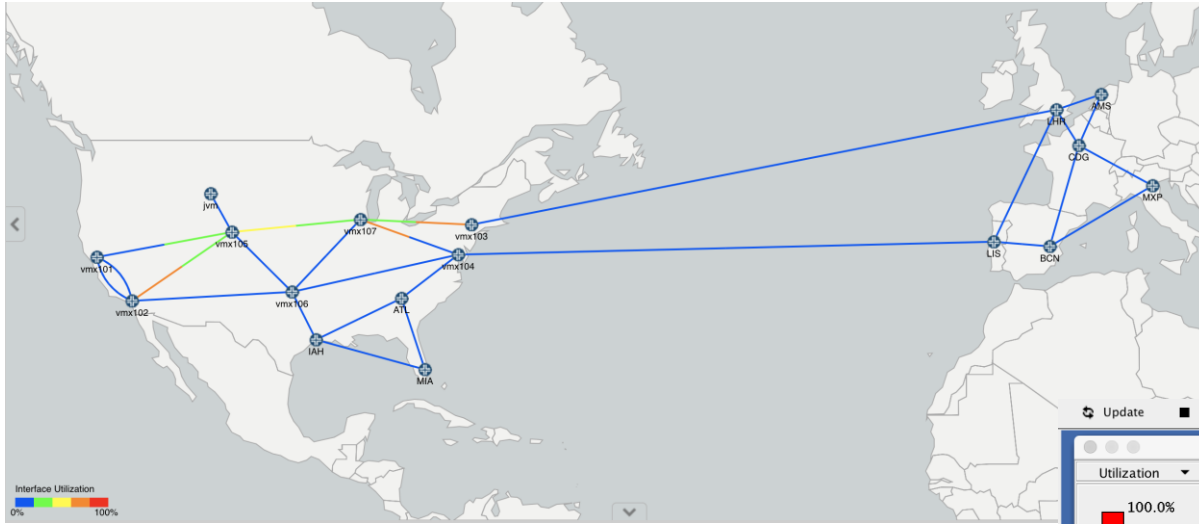 AMS
LHR
CDG
MXP
jvm
vmx107
vmx103
vmx105
LIS
BCN
vmx101
vmx104
vmx106
ATL
vmx102
IAH
MIA
Update
Utilization
Interface Utilization
0%
100%
100.0%